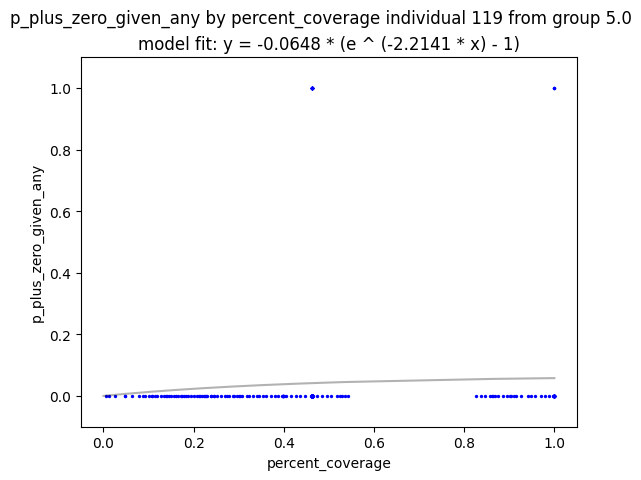 p_plus_zero_given_any by percent_coverage individual 119 from group 5.0
model fit: y = -0.0648 * (e ^ (-2.2141 * x) - 1)
1.0
0.8
0.6
0.4
0.2
0.0
p_plus_zero_given_any
0.0 0.2 0.4 0.6 0.8 1.0
percent_coverage